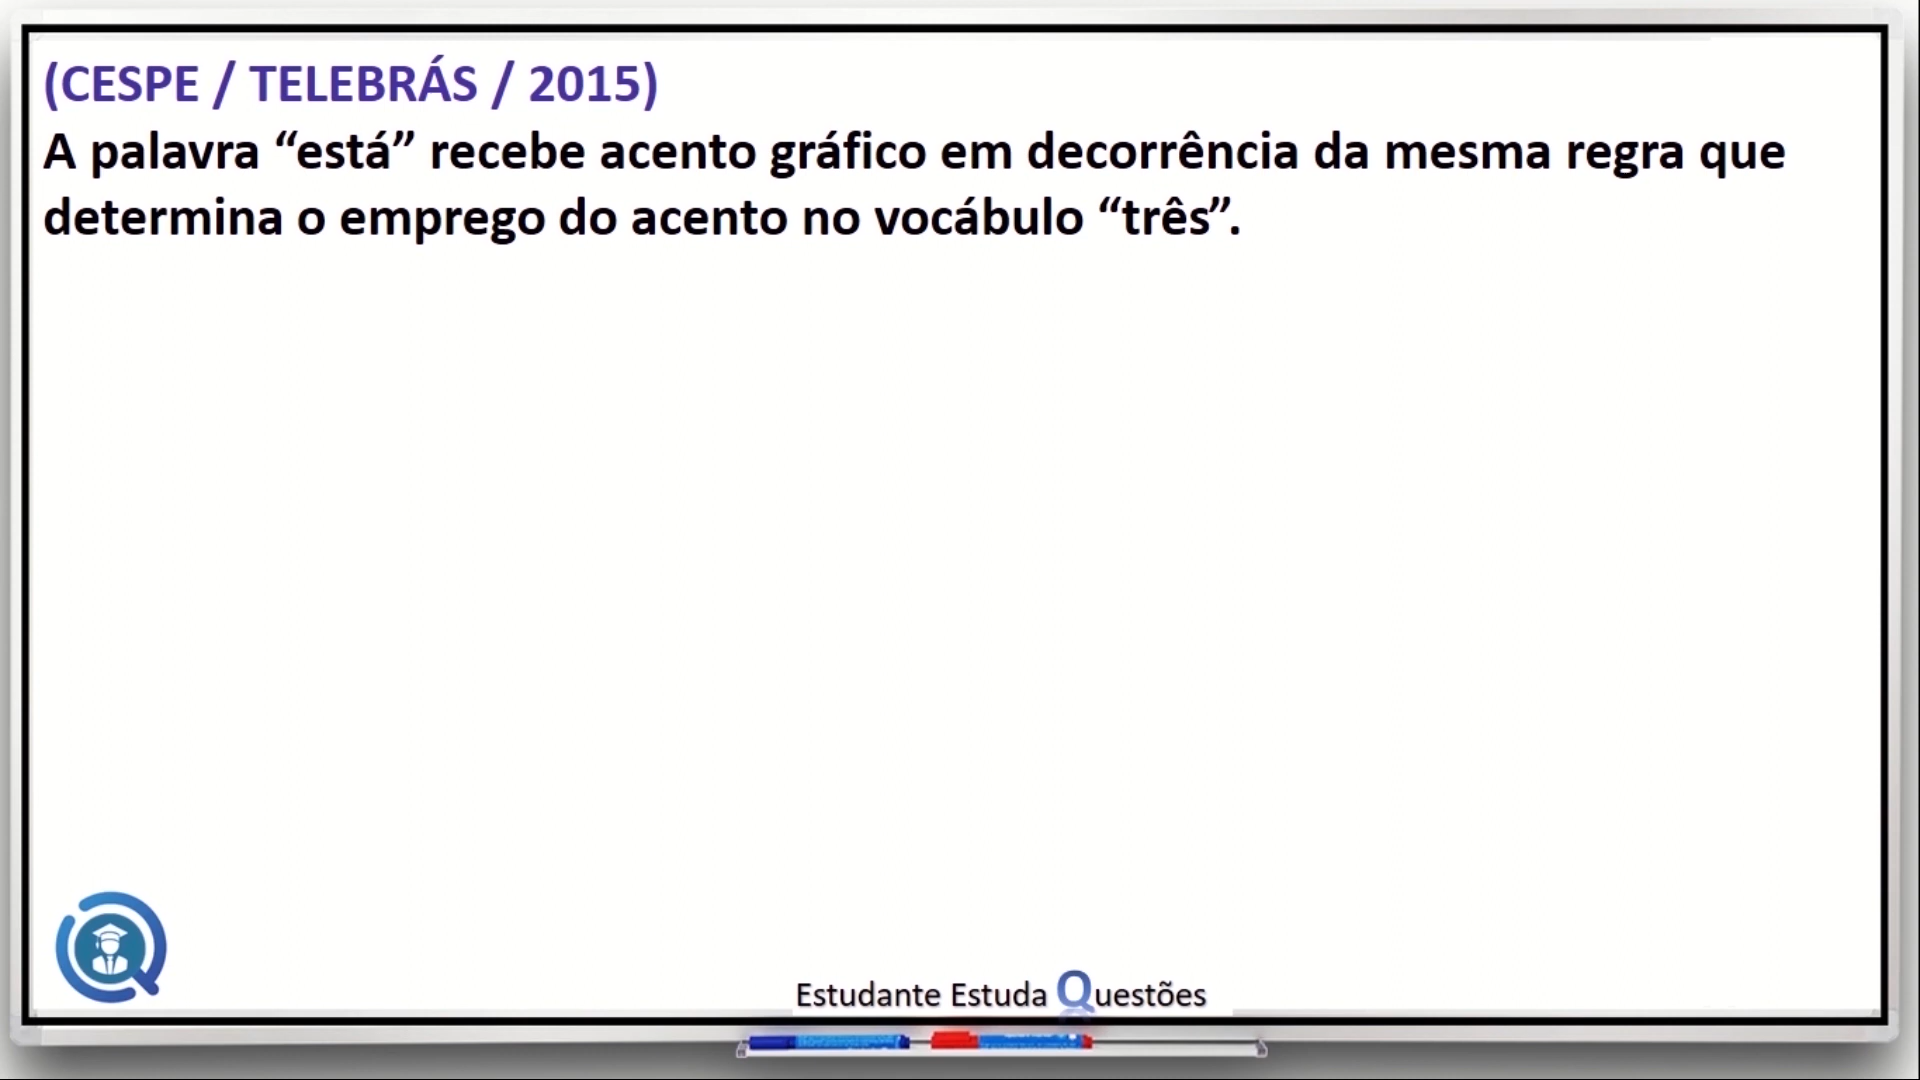 (CESPE / TELEBRÁS / 2015)
A palavra “está” recebe acento gráfico em decorrência da mesma regra que
determina o emprego do acento no vocábulo “três”.
Estudante Estuda Questões